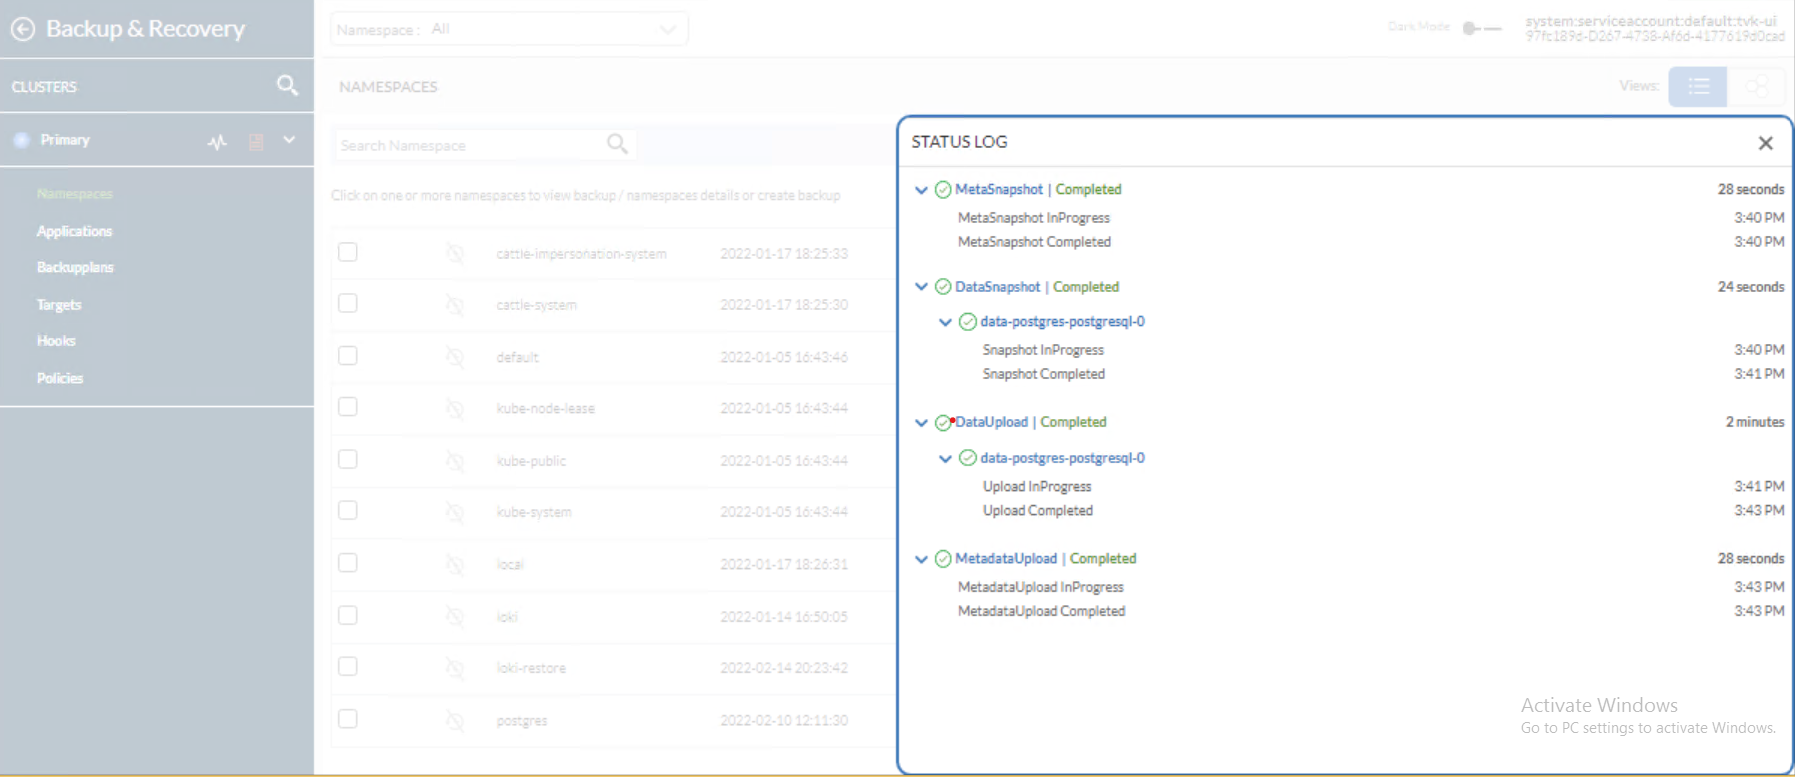 Backup & Recovery
Namespace : All
Dark Mode
system:serviceaccount:default:tvk-ui
97fc189d-D267-4738-Af6d-4177619d0cad
CLUSTERS
NAMESPACES
Views:
Primary
Namespaces
Applications
Backupplans
Targets
Hooks
Policies
Search Namespace
Click on one or more namespaces to view backup / namespaces details or create backup
cattle-impersonation-system 2022-01-17 18:25:33
cattle-system 2022-01-17 18:25:30
default 2022-01-05 16:43:46
kube-node-lease 2022-01-05 16:43:44
kube-public 2022-01-05 16:43:44
kube-system 2022-01-05 16:43:44
local 2022-01-17 18:26:31
loki 2022-01-14 16:50:05
loki-restore 2022-02-14 20:23:42
postgres 2022-02-10 12:11:30
STATUS LOG
MetaSnapshot | Completed 28 seconds
MetaSnapshot InProgress 3:40 PM
MetaSnapshot Completed 3:40 PM
DataSnapshot | Completed 24 seconds
data-postgres-postgresql-0
Snapshot InProgress 3:40 PM
Snapshot Completed 3:41 PM
DataUpload | Completed 2 minutes
data-postgres-postgresql-0
Upload InProgress 3:41 PM
Upload Completed 3:43 PM
MetadataUpload | Completed 28 seconds
MetadataUpload InProgress 3:43 PM
MetadataUpload Completed 3:43 PM
Activate Windows
Go to PC settings to activate Windows.